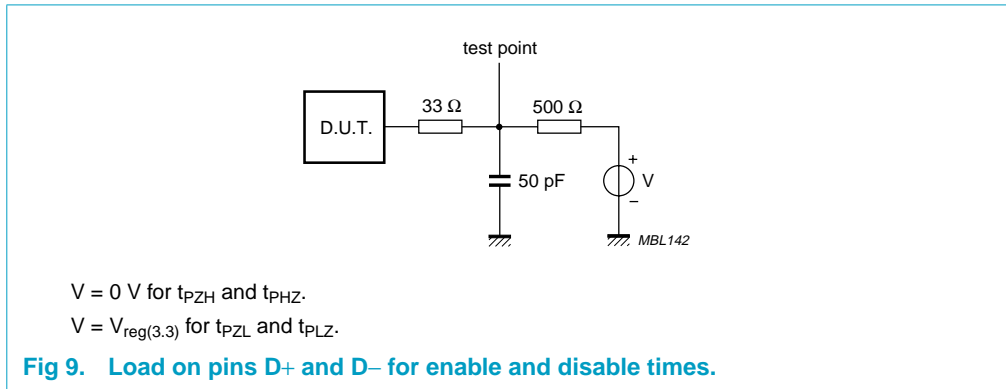 test point
33 Ω
500 Ω
D.U.T.
+
50 pF
V
−
MBL142
V = 0 V for tPZH and tPHZ.
V = Vreg(3.3) for tPZL and tPLZ.
Fig 9. Load on pins D+ and D− for enable and disable times.